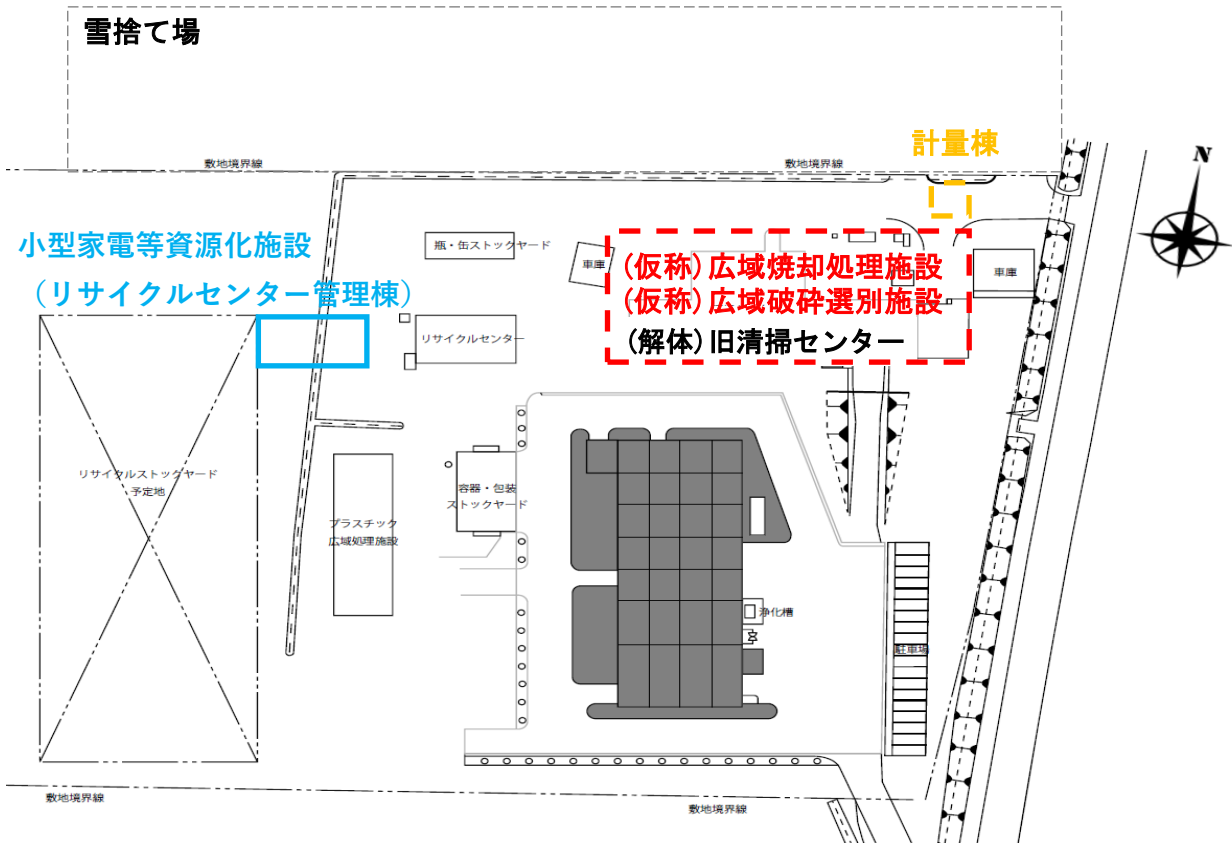 雪捨て場
計量棟
敷地境界線
敷地境界線
N
小型家電等資源化施設
（リサイクルセンター管理棟）
瓶・缶ストックヤード
車庫
(仮称)広域焼却処理施設
(仮称)広域破砕選別施設
(解体)旧清掃センター
車庫
リサイクルセンター
リサイクルストックヤード
予定地
容器・包装
ストックヤード
プラスチック
広域処理施設
浄化槽
駐車場
敷地境界線
敷地境界線